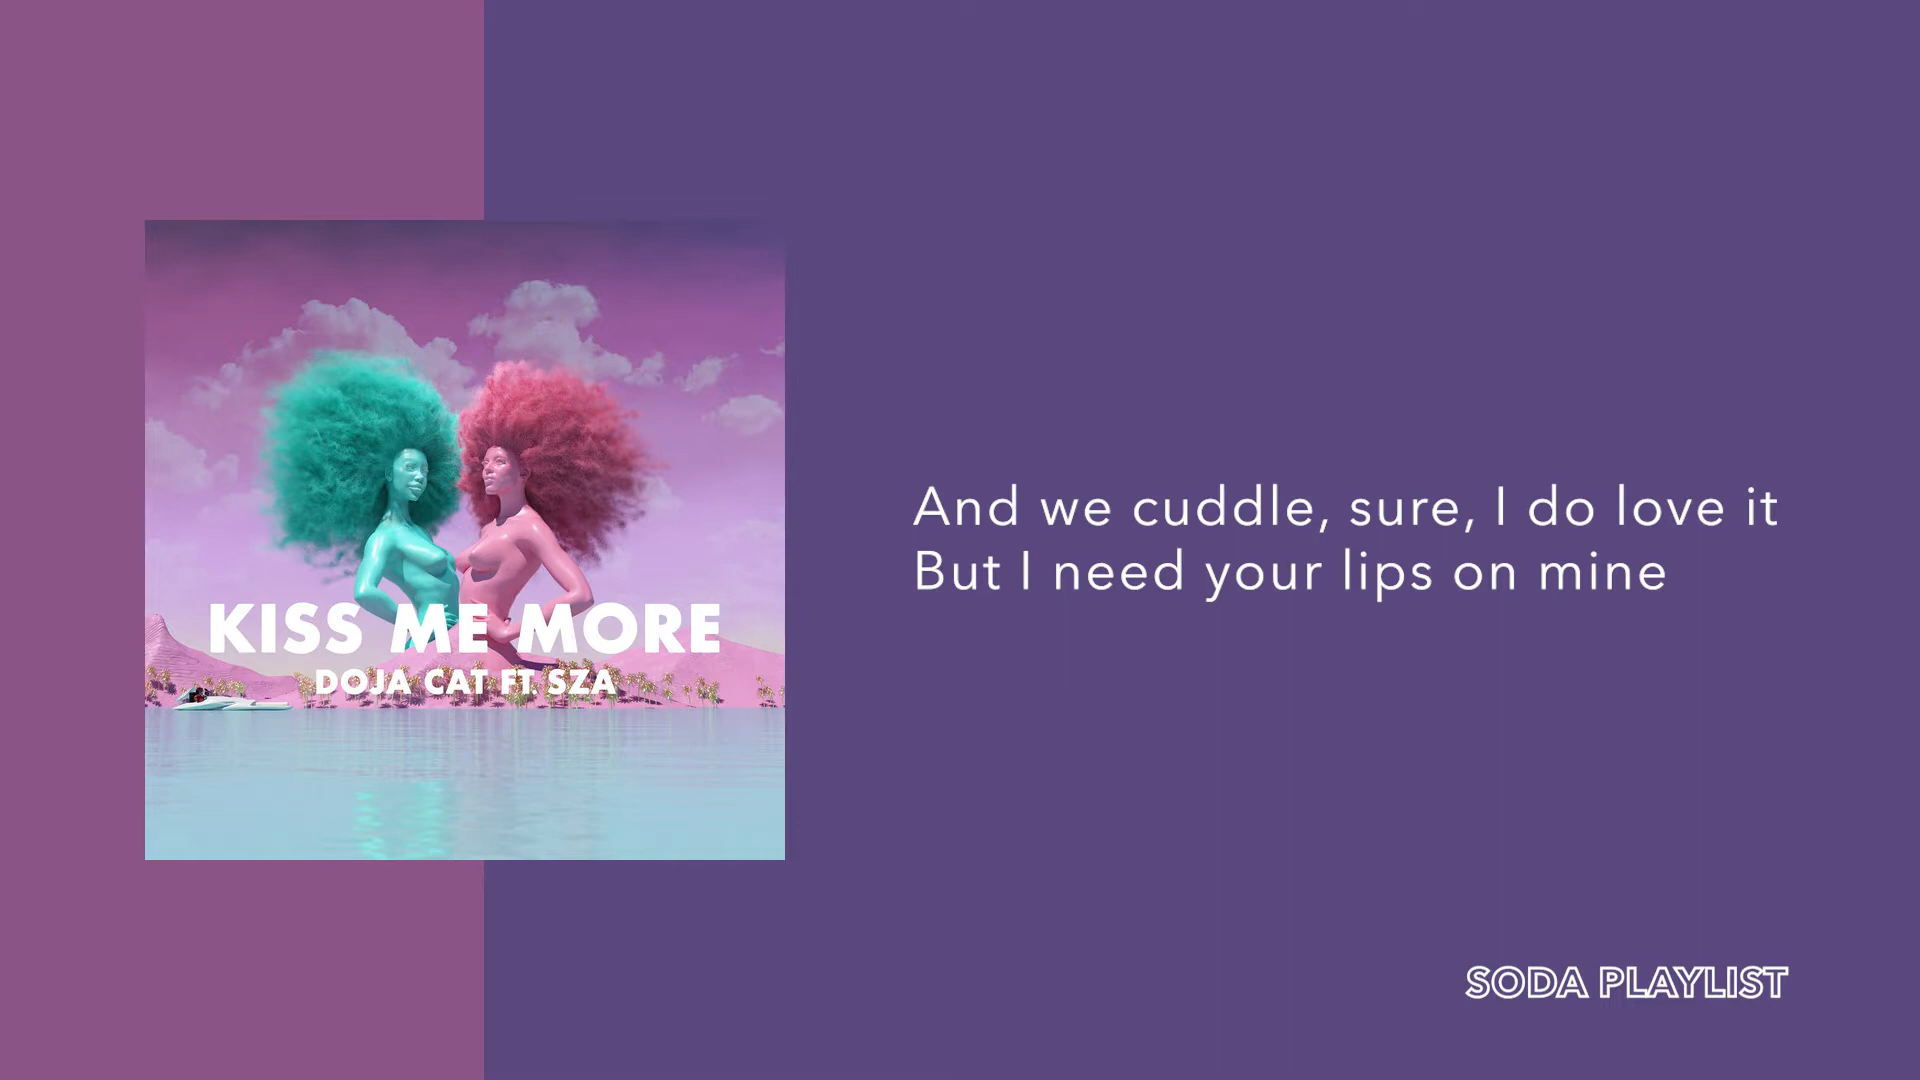 KISS ME MORE
DOJA CAT FT. SZA
And we cuddle, sure, I do love it
But I need your lips on mine
SODA PLAYLIST